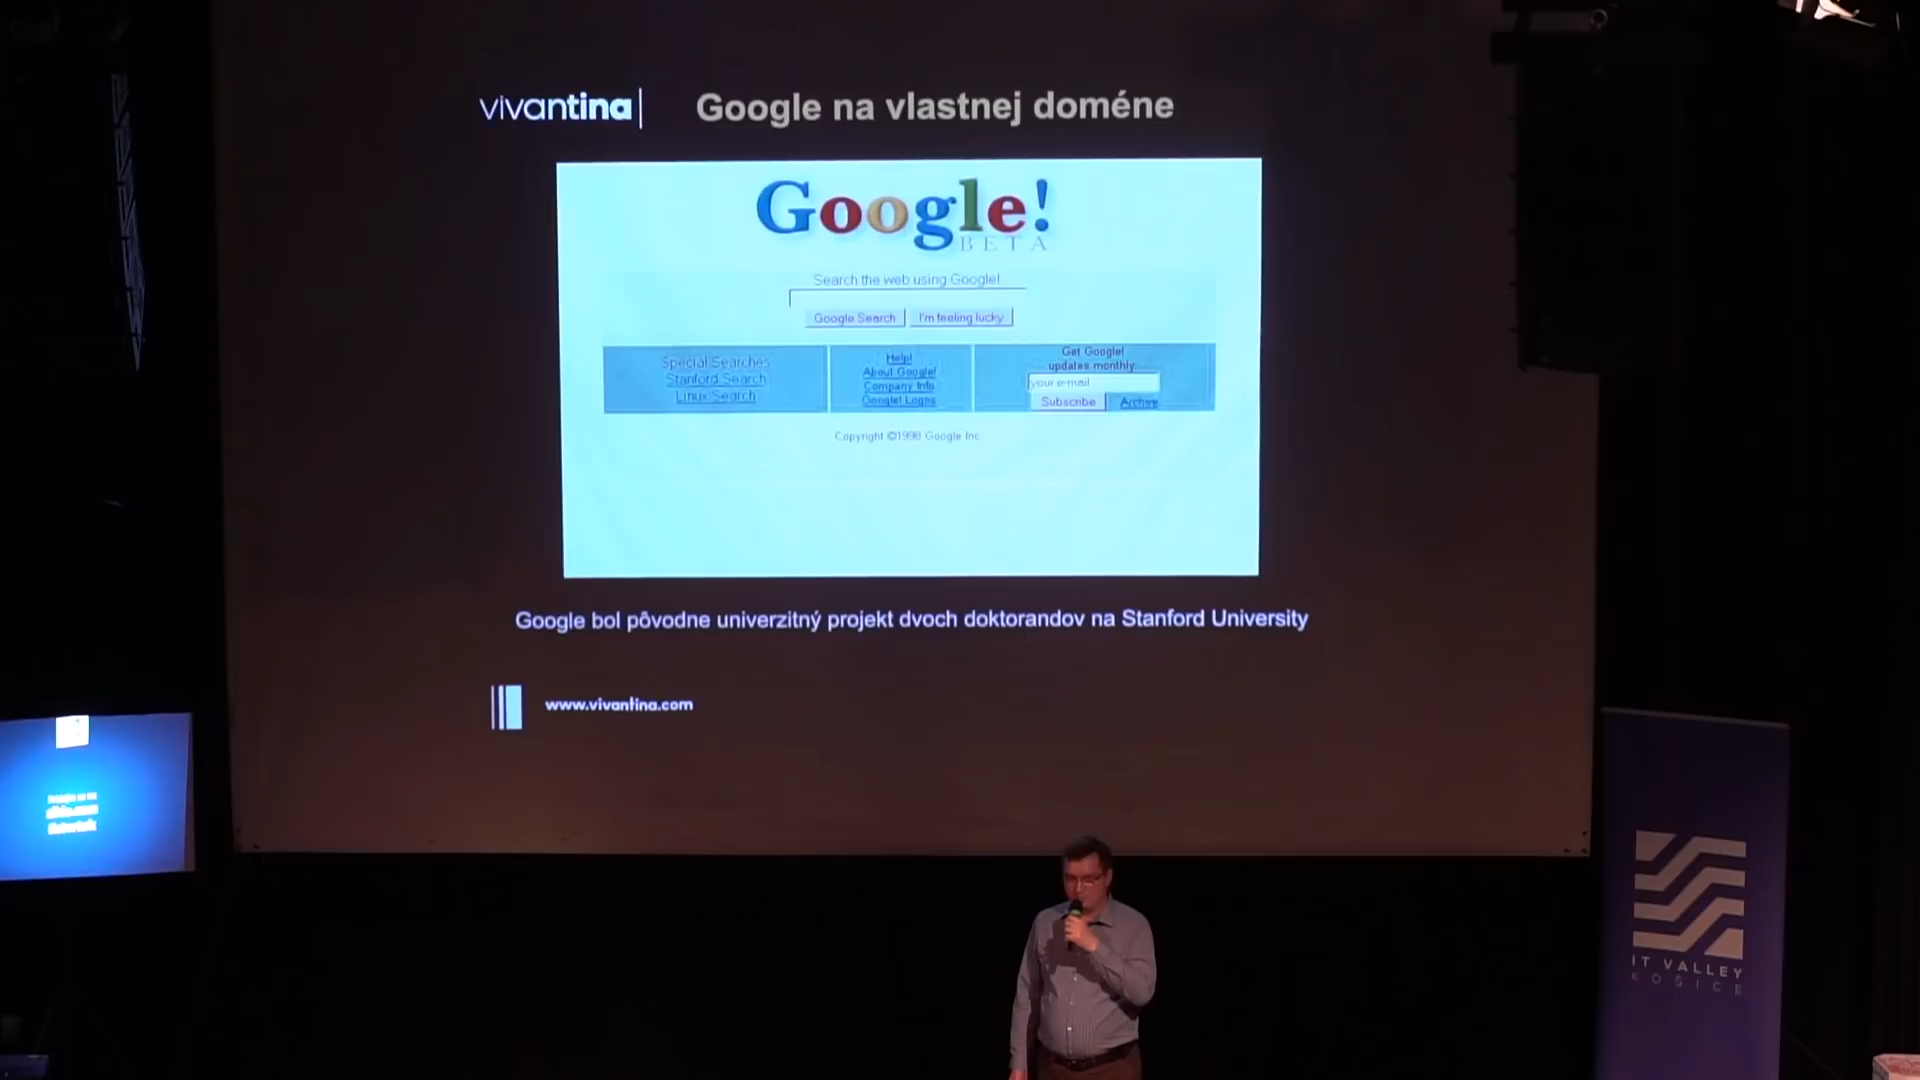 vivantina
Google na vlastnej doméne
Google!
BETA
Search the web using Google!
Google Search
I'm feeling lucky
Special Searches
Stanford Search
Linux Search
Help!
About Google!
Company Info
Google! Logos
Get Google!
updates monthly
your e-mail
Subscribe
Archive
Copyright ©1998 Google Inc.
Google bol pôvodne univerzitný projekt dvoch doktorandov na Stanford University
www.vivantina.com
IT VALLEY
KOŠICE